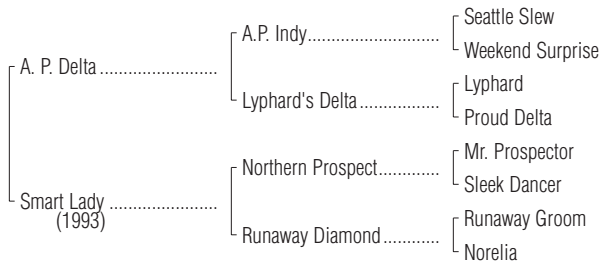 Seattle Slew
A.P. Indy
Weekend Surprise
A. P. Delta
Lyphard
Lyphard's Delta
Proud Delta
Mr. Prospector
Northern Prospect
Sleek Dancer
Smart Lady
(1993)
Runaway Groom
Runaway Diamond
Norelia